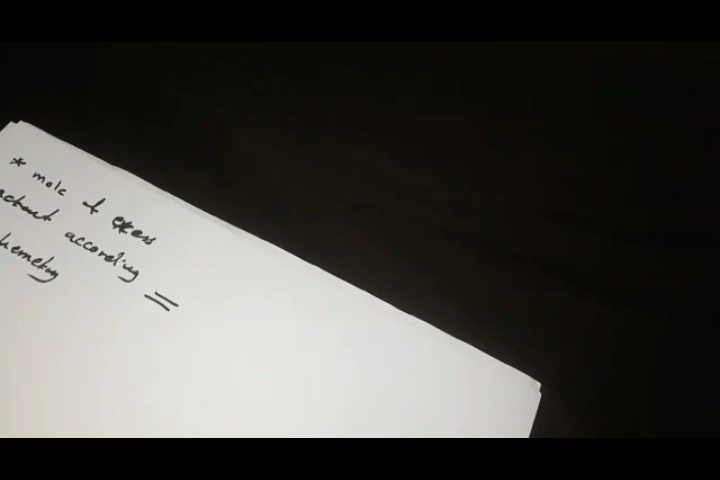 * mole of excess
actant according =
hemetry